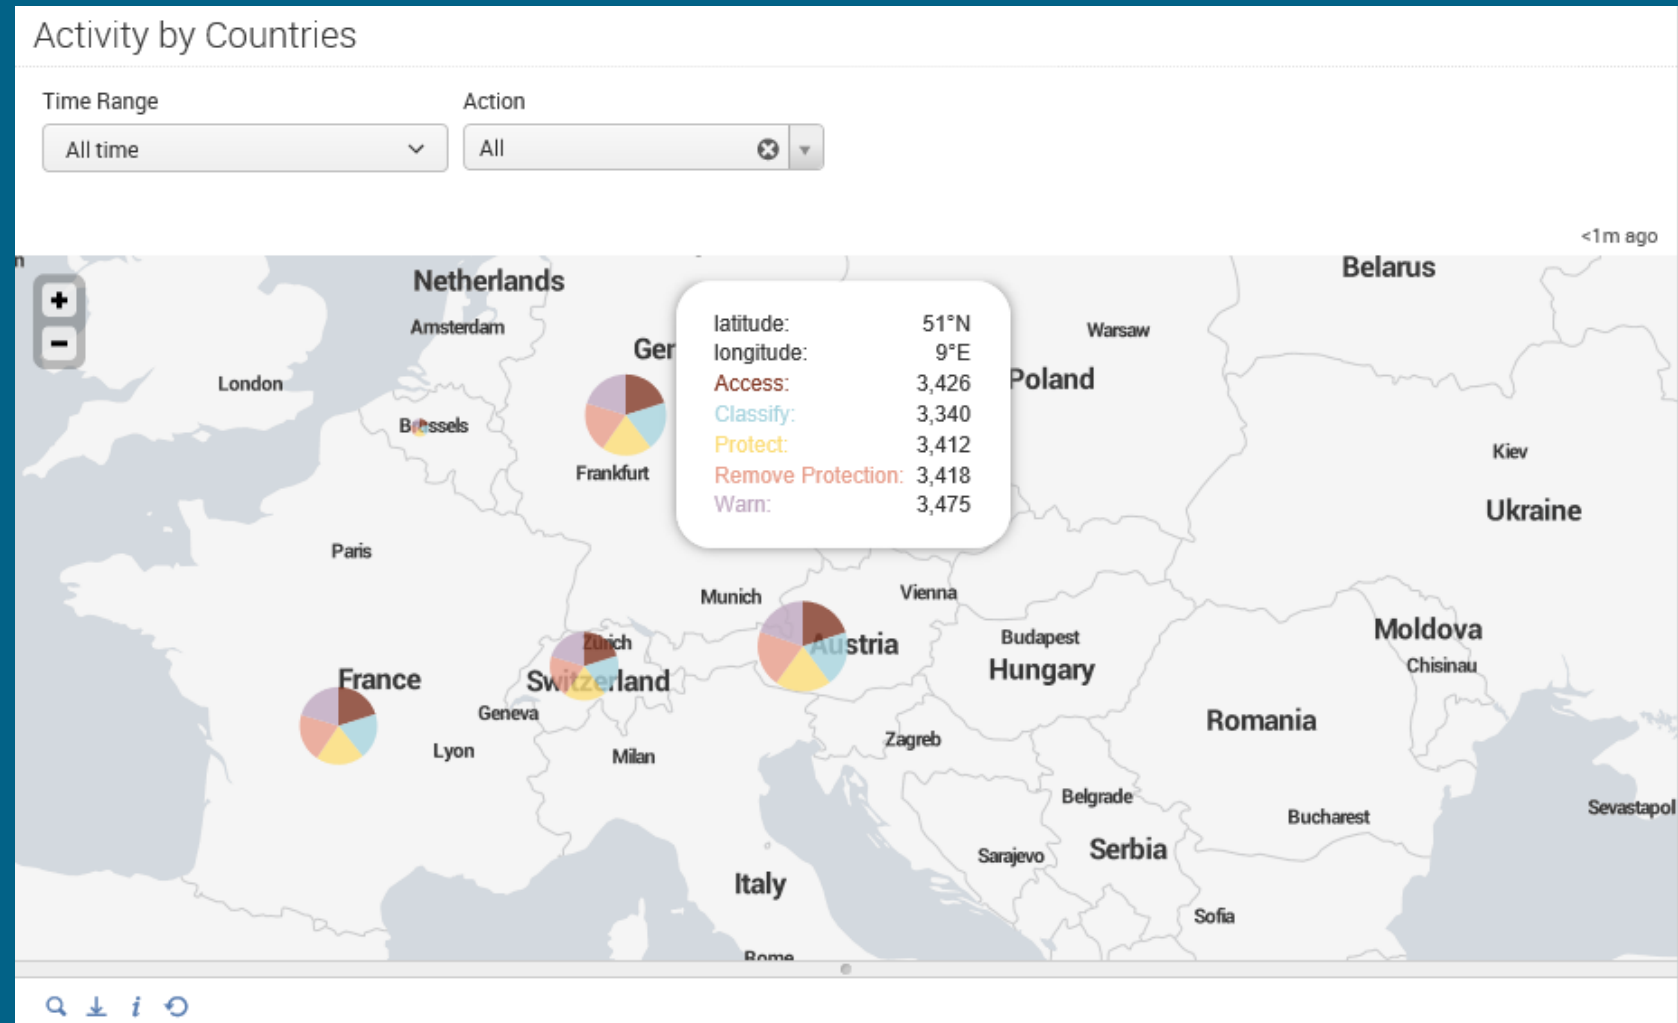 Activity by Countries
Time Range
Action
All time
All
<1m ago
n
Netherlands
Belarus
Amsterdam
Ger
latitude: 51°N
longitude: 9°E
Access: 3,426
Classify: 3,340
Protect: 3,412
Remove Protection: 3,418
Warn: 3,475
Warsaw
Poland
London
Brussels
Frankfurt
Kiev
Ukraine
Paris
Munich
Vienna
Zürich
Austria
Budapest
Hungary
Moldova
Chisinau
France
Switzerland
Geneva
Lyon
Milan
Zagreb
Romania
Belgrade
Bucharest
Sevastapol
Sarajevo
Serbia
Italy
Sofia
Rome